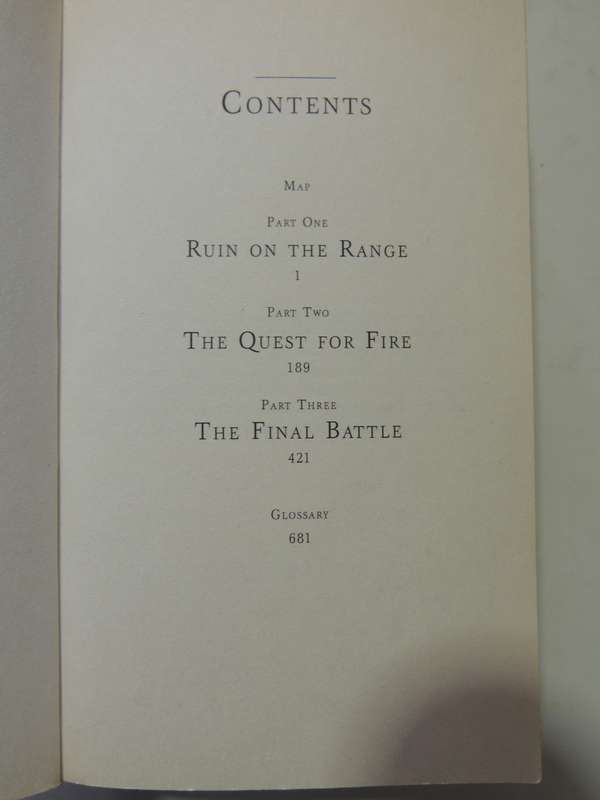 CONTENTS
MAP
PART ONE
RUIN ON THE RANGE
1
PART TWO
THE QUEST FOR FIRE
189
PART THREE
THE FINAL BATTLE
421
GLOSSARY
681